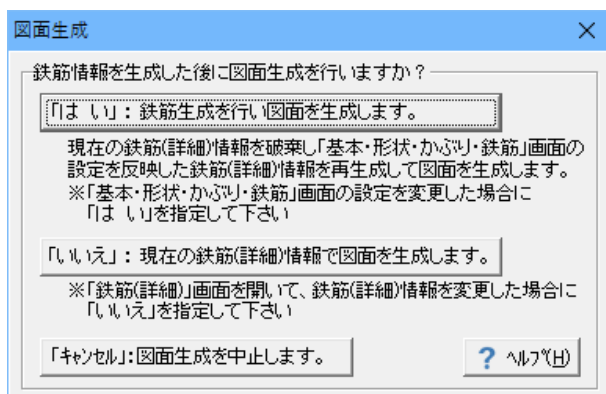 図面生成
鉄筋情報を生成した後に図面生成を行いますか？
「は い」：鉄筋生成を行い図面を生成します。
現在の鉄筋(詳細)情報を破棄し「基本・形状・かぶり・鉄筋」画面の
設定を反映した鉄筋(詳細)情報を再生成して図面を生成します。
※「基本・形状・かぶり・鉄筋」画面の設定を変更した場合に
「は い」を指定して下さい
「いいえ」：現在の鉄筋(詳細)情報で図面を生成します。
※「鉄筋(詳細)」画面を開いて、鉄筋(詳細)情報を変更した場合に
「いいえ」を指定して下さい
「ｷｬﾝｾﾙ」：図面生成を中止します。
? ﾍﾙﾌﾟ(H)